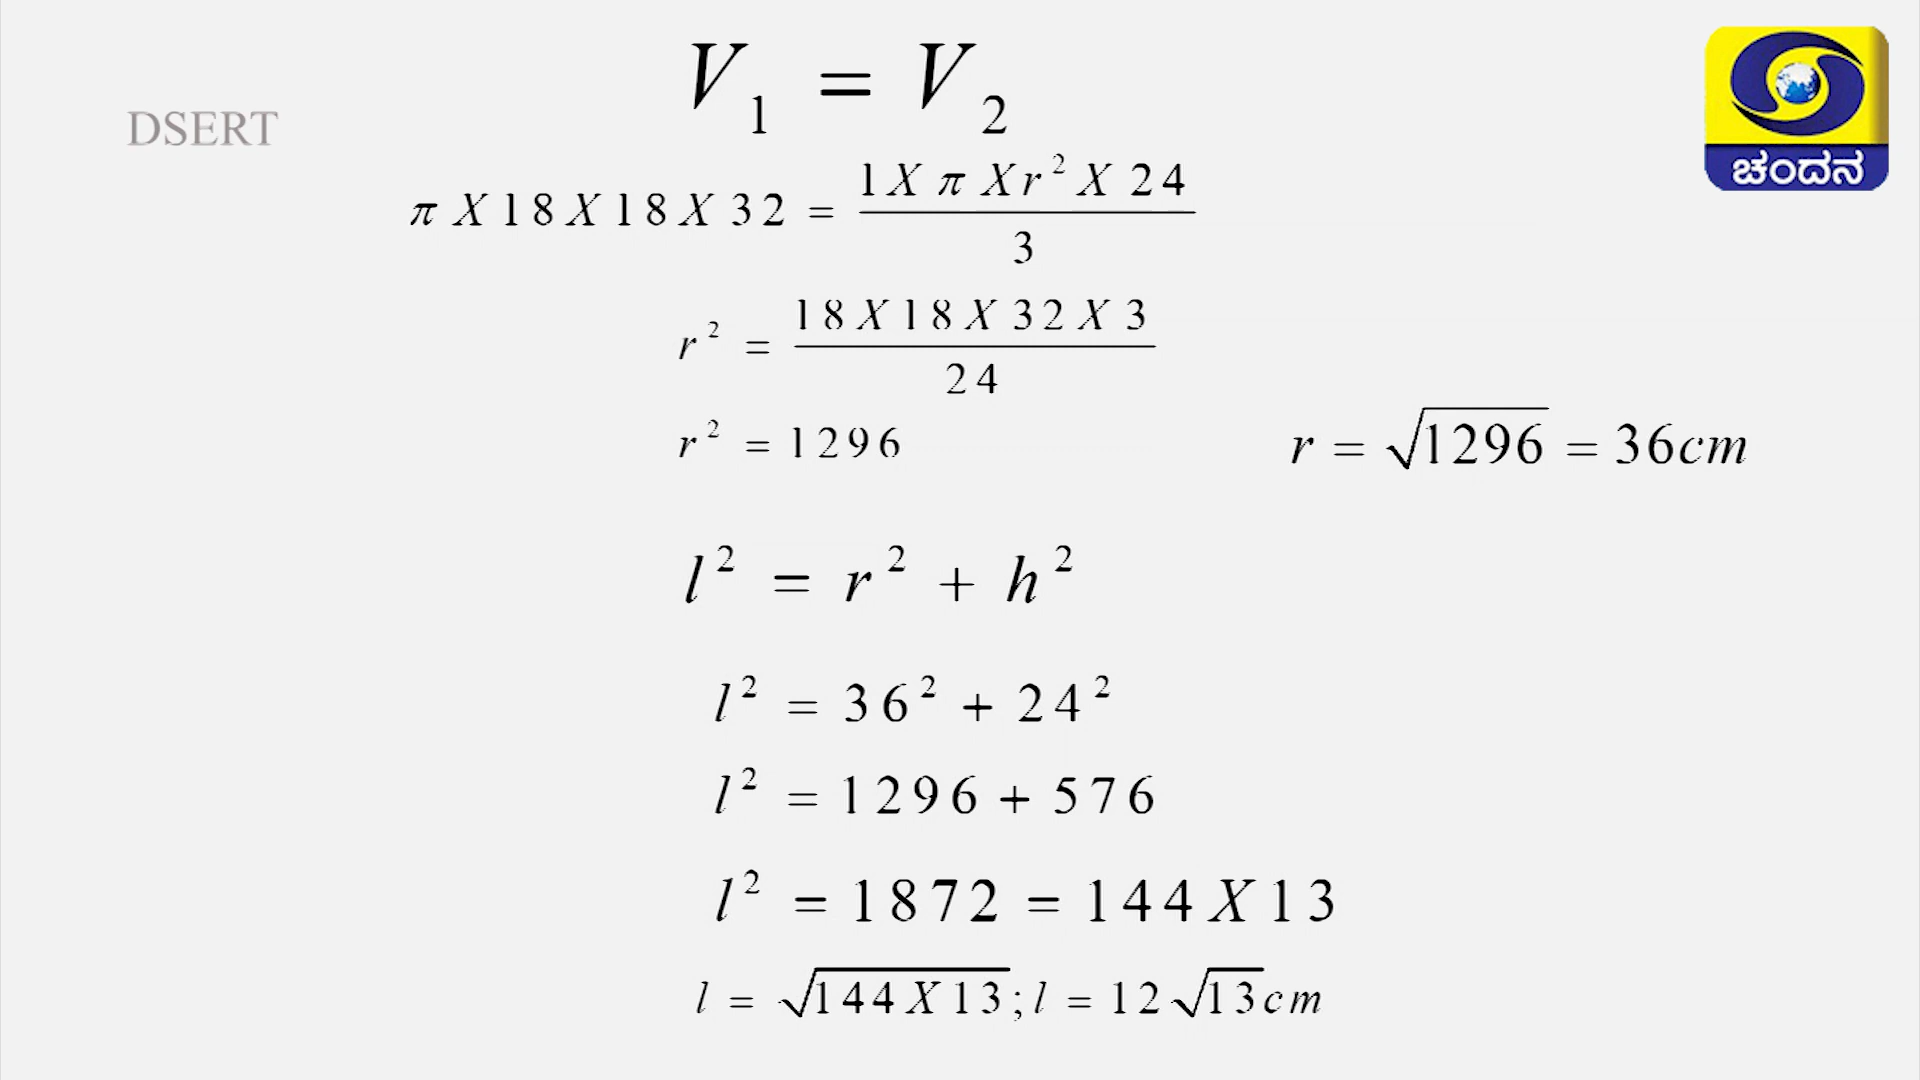 V₁ = V₂
DSERT
ಚಂದನ
π X 18 X 18 X 32 = (1 X π X r² X 24) / 3
r² = (18 X 18 X 32 X 3) / 24
r² = 1296
r = √1296 = 36cm
l² = r² + h²
l² = 36² + 24²
l² = 1296 + 576
l² = 1872 = 144 X 13
l = √(144 X 13) ; l = 12√13 cm